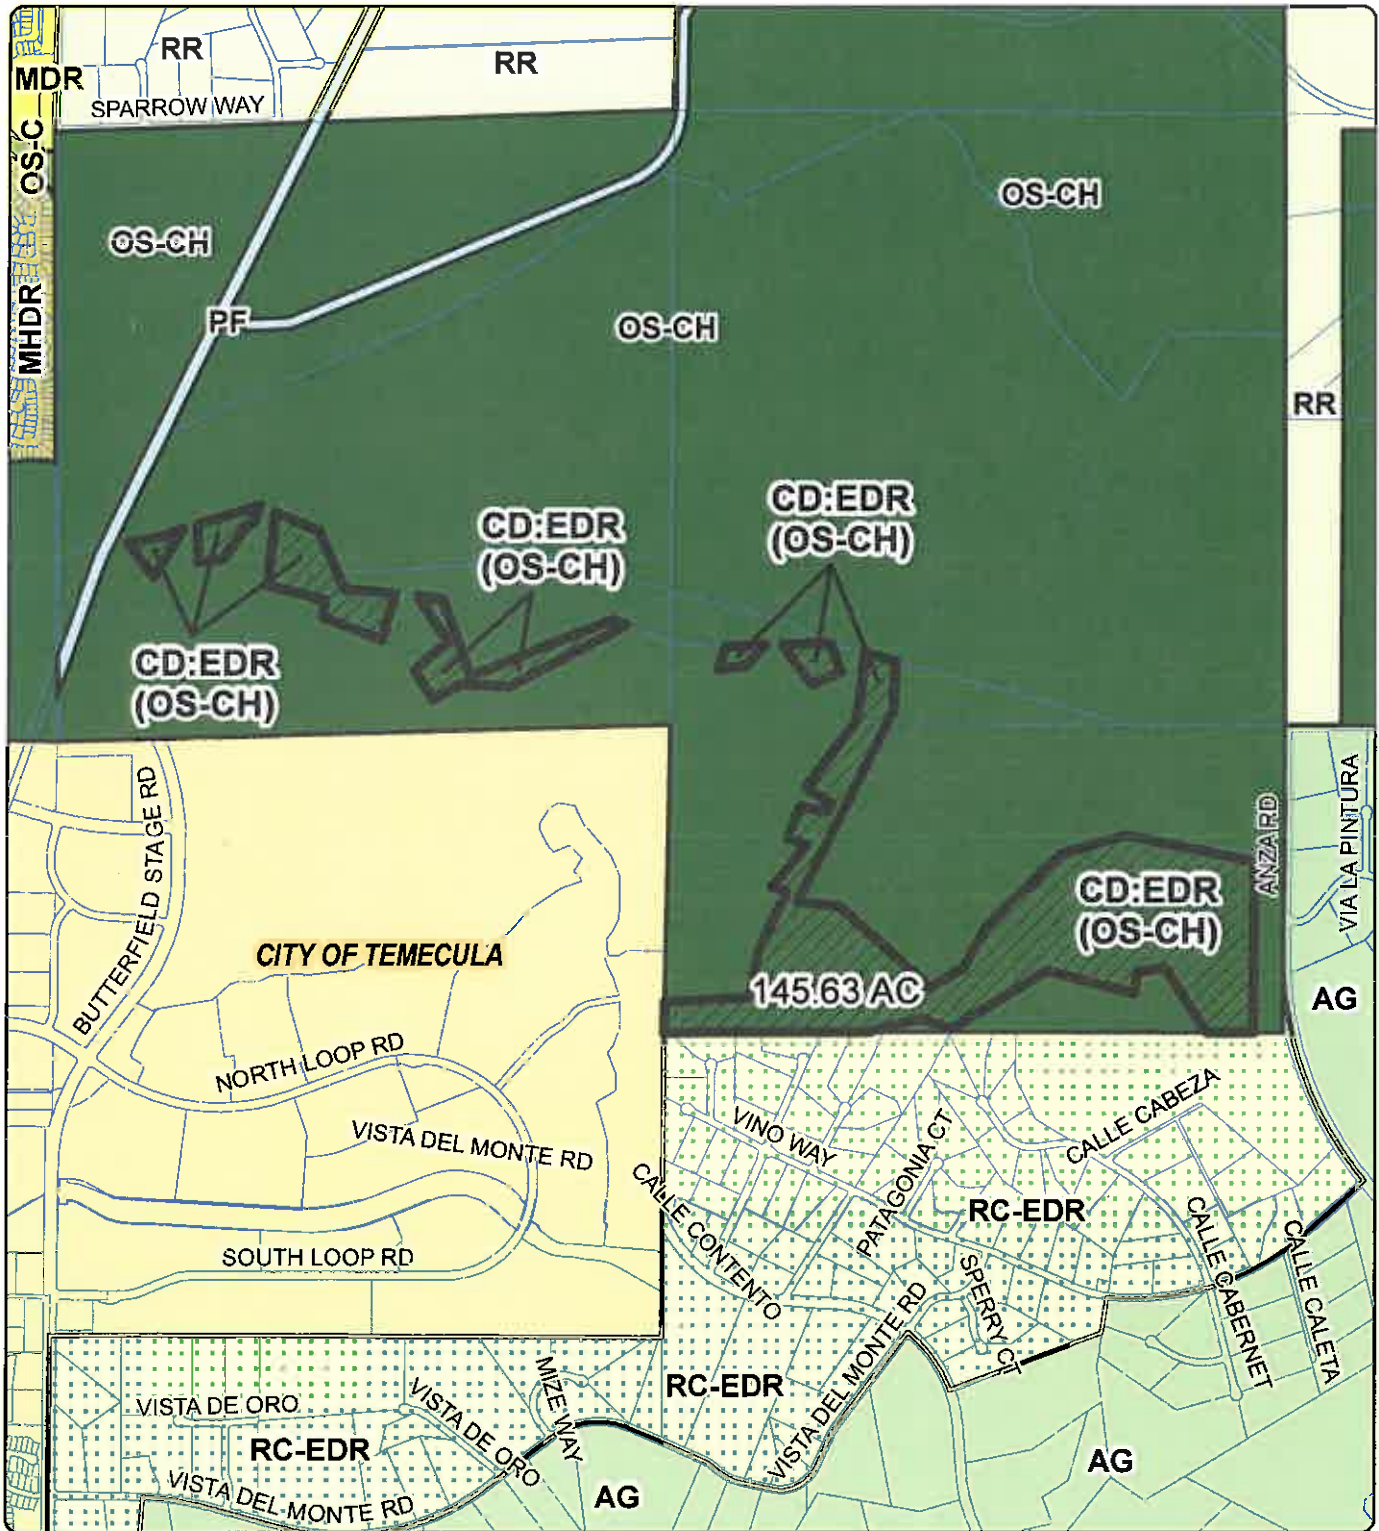 RR
RR
MDR
SPARROW WAY
OS-C
OS-CH
OS-CH
MHDR
PF
OS-CH
RR
CD:EDR
(OS-CH)
CD:EDR
(OS-CH)
CD:EDR
(OS-CH)
BUTTERFIELD STAGE RD
VIA LA PINTURA
ANZA RD
CD:EDR
(OS-CH)
CITY OF TEMECULA
145.63 AC
AG
NORTH LOOP RD
VISTA DEL MONTE RD
VINO WAY
PATAGONIA CT
CALLE CABEZA
CALLE CONTENTO
RC-EDR
CALLE CABERNET
CALLE CALETA
SOUTH LOOP RD
SPERRY CT
VISTA DEL MONTE RD
MIZE WAY
RC-EDR
VISTA DE ORO
VISTA DE ORO
RC-EDR
VISTA DEL MONTE RD
AG
AG